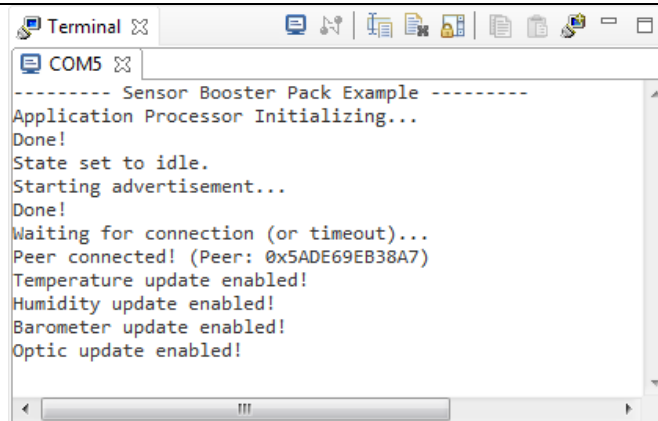 Terminal
COM5
--------- Sensor Booster Pack Example ---------
Application Processor Initializing...
Done!
State set to idle.
Starting advertisement...
Done!
Waiting for connection (or timeout)...
Peer connected! (Peer: 0x5ADE69EB38A7)
Temperature update enabled!
Humidity update enabled!
Barometer update enabled!
Optic update enabled!